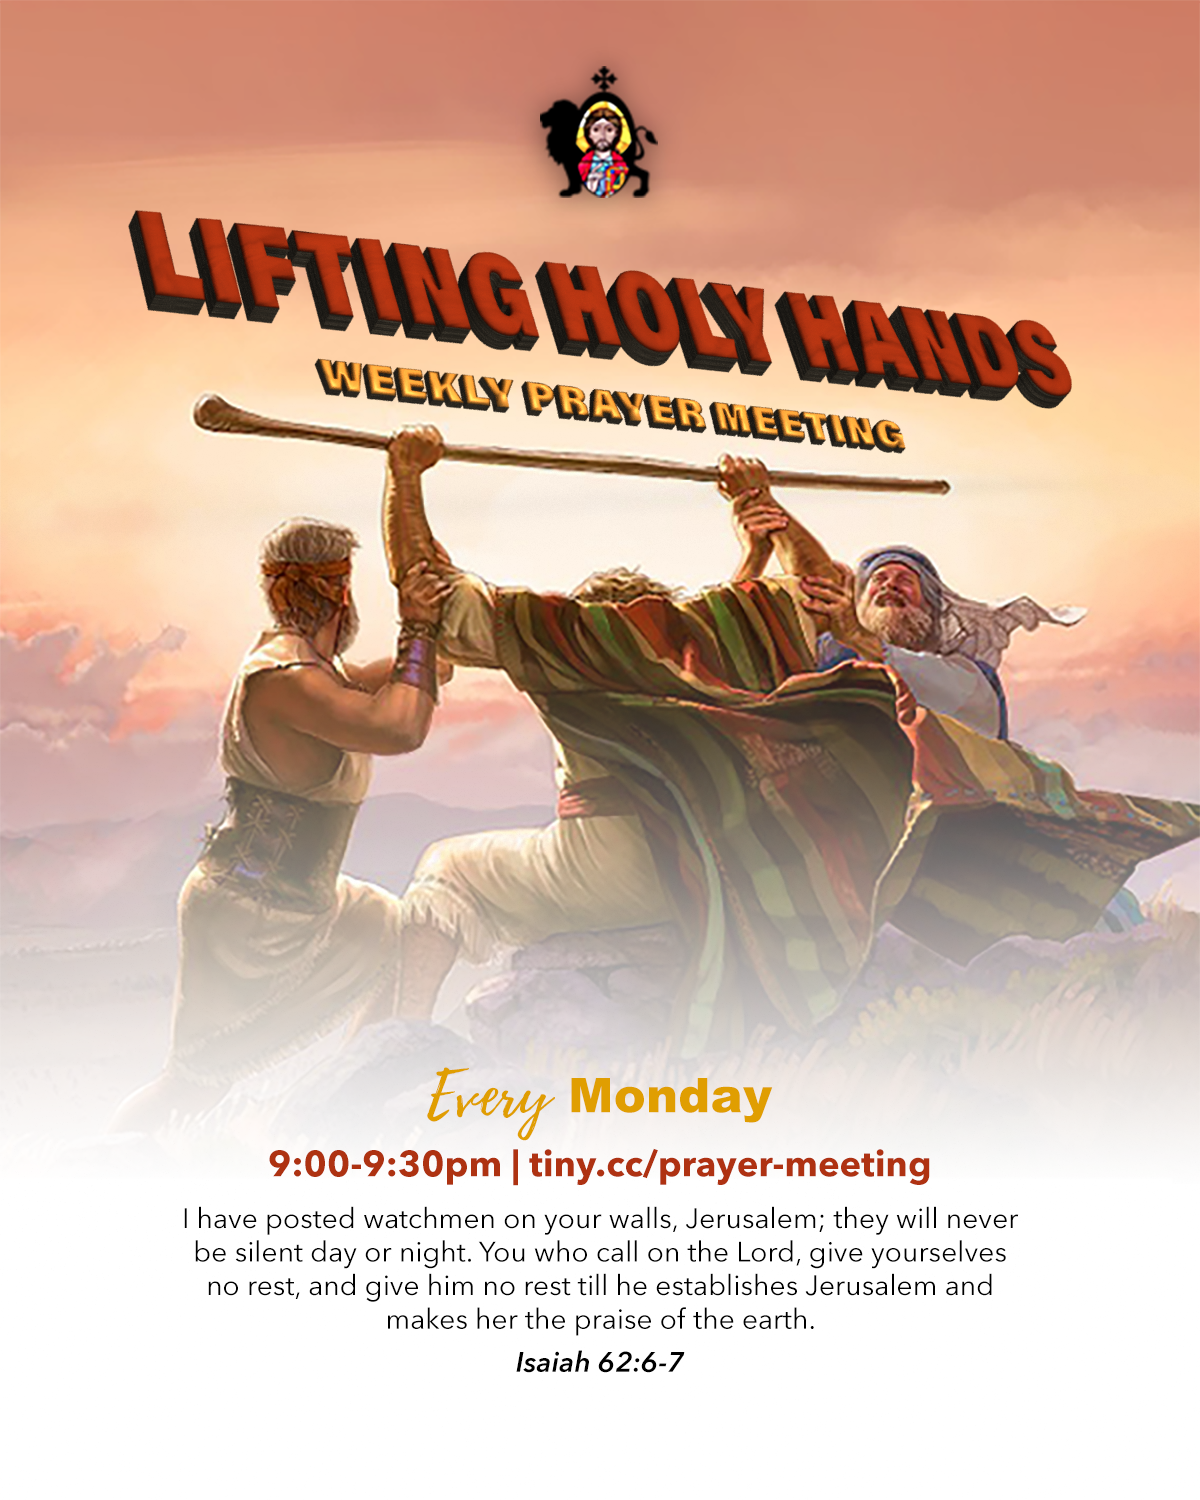 LIFTING HOLY HANDS
WEEKLY PRAYER MEETING
Every Monday
9:00-9:30pm | tiny.cc/prayer-meeting
I have posted watchmen on your walls, Jerusalem; they will never
be silent day or night. You who call on the Lord, give yourselves
no rest, and give him no rest till he establishes Jerusalem and
makes her the praise of the earth.
Isaiah 62:6-7